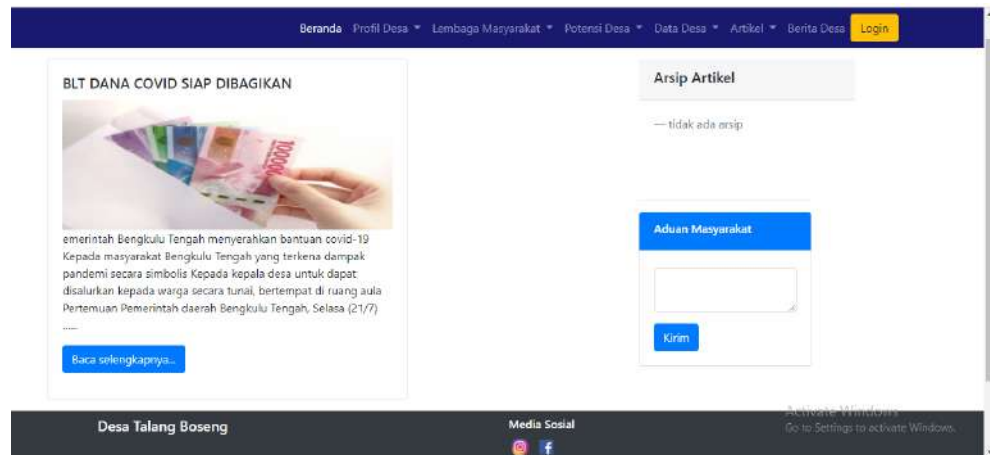 Beranda Profil Desa Lembaga Masyarakat Potensi Desa Data Desa Artikel Berita Desa Login
BLT DANA COVID SIAP DIBAGIKAN
100000
emerintah Bengkulu Tengah menyerahkan bantuan covid-19
Kepada masyarakat Bengkulu Tengah yang terkena dampak
pandemi secara simbolis Kepada kepala desa untuk dapat
disalurkan kepada warga secara tunai, bertempat di ruang aula
Pertemuan Pemerintah daerah Bengkulu Tengah, Selasa (21/7)
......
Baca selengkapnya...
Arsip Artikel
— tidak ada arsip
Aduan Masyarakat
Kirim
Desa Talang Boseng
Media Sosial
Activate Windows
Go to Settings to activate Windows.